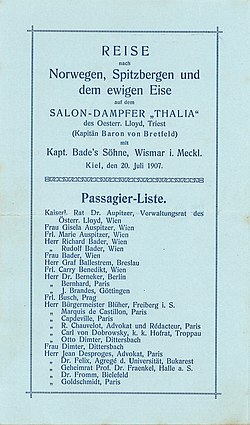 REISE
nach
Norwegen, Spitzbergen und
dem ewigen Eise
auf dem
SALON-DAMPFER „THALIA“
des Oesterr. Lloyd, Triest
(Kapitän Baron von Bretfeld)
mit
Kapt. Bade's Söhne, Wismar i. Meckl.
Kiel, den 20. Juli 1907.
Passagier-Liste.
Kaiserl. Rat Dr. Aupitzer, Verwaltungsrat des
Österr. Lloyd, Wien
Frau Gisela Auspitzer, Wien
Frl. Marie Auspitzer, Wien
Herr Richard Bader, Wien
„ Rudolf Bader, Wien
Frau Bader, Wien
Herr Graf Ballestrem, Breslau
Frl. Carry Benedikt, Wien
Herr Dr. Berneker, Berlin
„ Bernhard, Paris
„ J. Brandes, Göttingen
Frl. Busch, Prag
Herr Bergmeister Blüher, Freiberg i. S.
„ Marquis de Castillon, Paris
„ Capdeville, Paris
„ R. Chauvelot, Advokat und Rédacteur, Paris
„ Carl von Dobrowsky, k. k. Hofrat, Troppau
„ Otto Dimter, Dittersbach
Frau Dimter, Dittersbach
Herr Jean Desproges, Advokat, Paris
„ Dr. Felix, Agregé d. Universität, Bukarest
„ Geheimrat Prof. Dr. Fraenkel, Halle a. S.
„ Dr. Fromm, Bielefeld
„ Goldschmidt, Paris